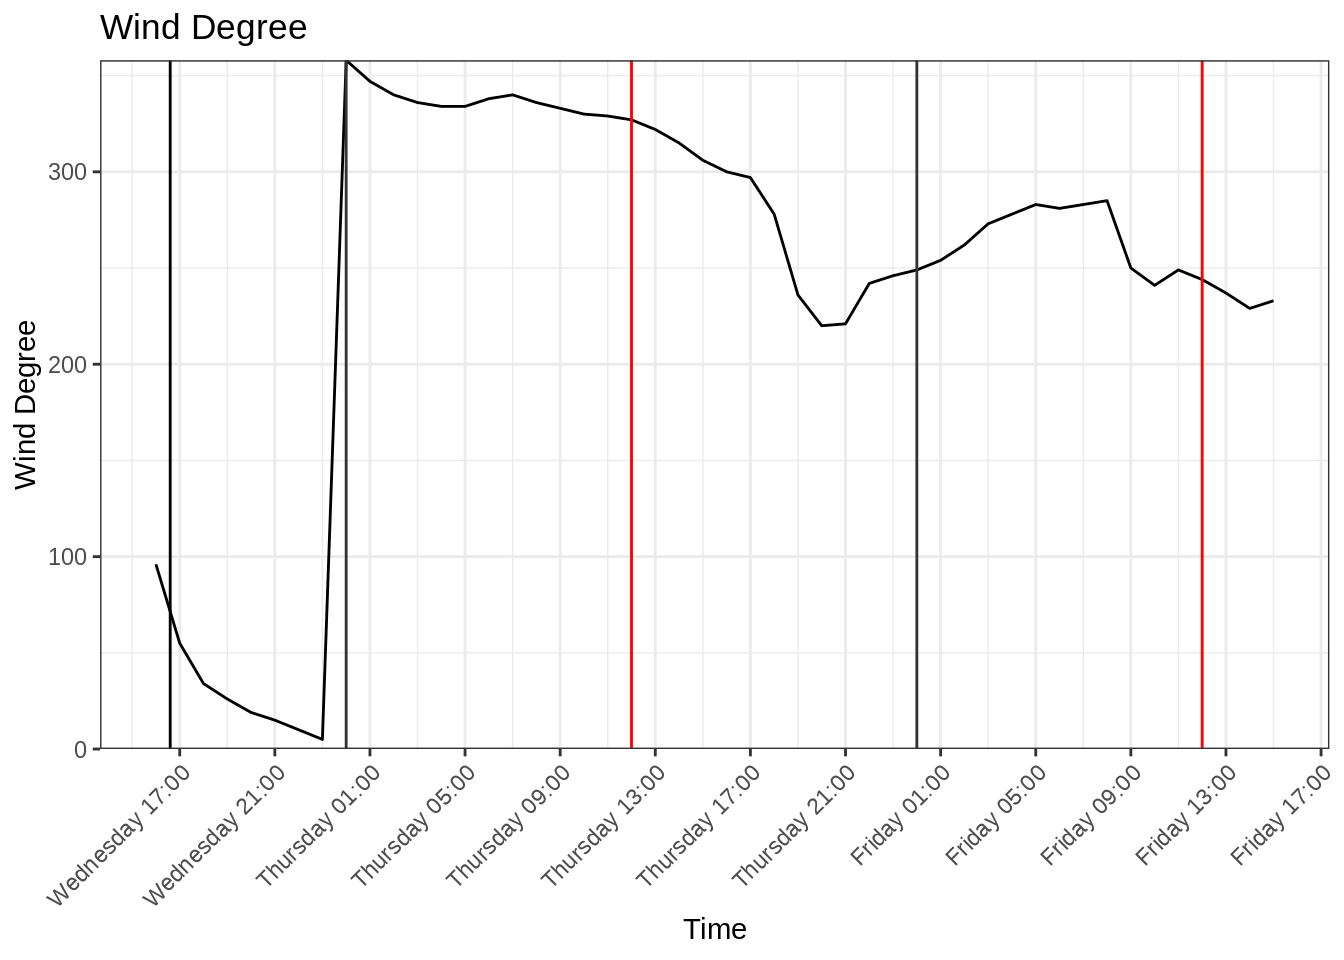 Wind Degree
Wind Degree
300
200
100
0
Wednesday 17:00
Wednesday 21:00
Thursday 01:00
Thursday 05:00
Thursday 09:00
Thursday 13:00
Thursday 17:00
Thursday 21:00
Friday 01:00
Friday 05:00
Friday 09:00
Friday 13:00
Friday 17:00
Time